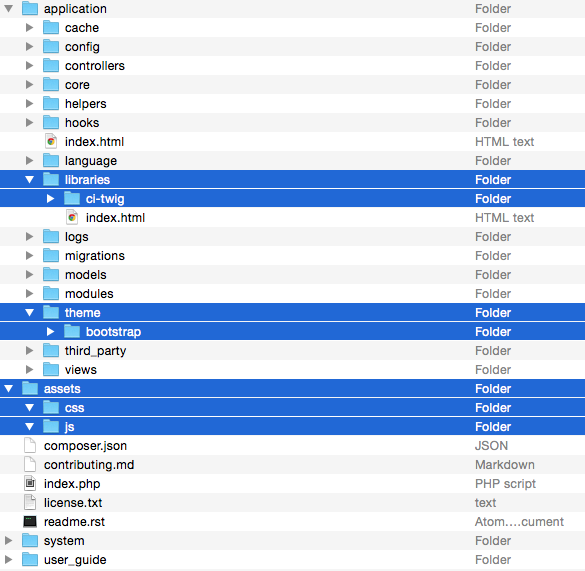 application Folder
cache Folder
config Folder
controllers Folder
core Folder
helpers Folder
hooks Folder
index.html HTML text
language Folder
libraries Folder
ci-twig Folder
index.html HTML text
logs Folder
migrations Folder
models Folder
modules Folder
theme Folder
bootstrap Folder
third_party Folder
views Folder
assets Folder
css Folder
js Folder
composer.json JSON
contributing.md Markdown
index.php PHP script
license.txt text
readme.rst Atom....cument
system Folder
user_guide Folder